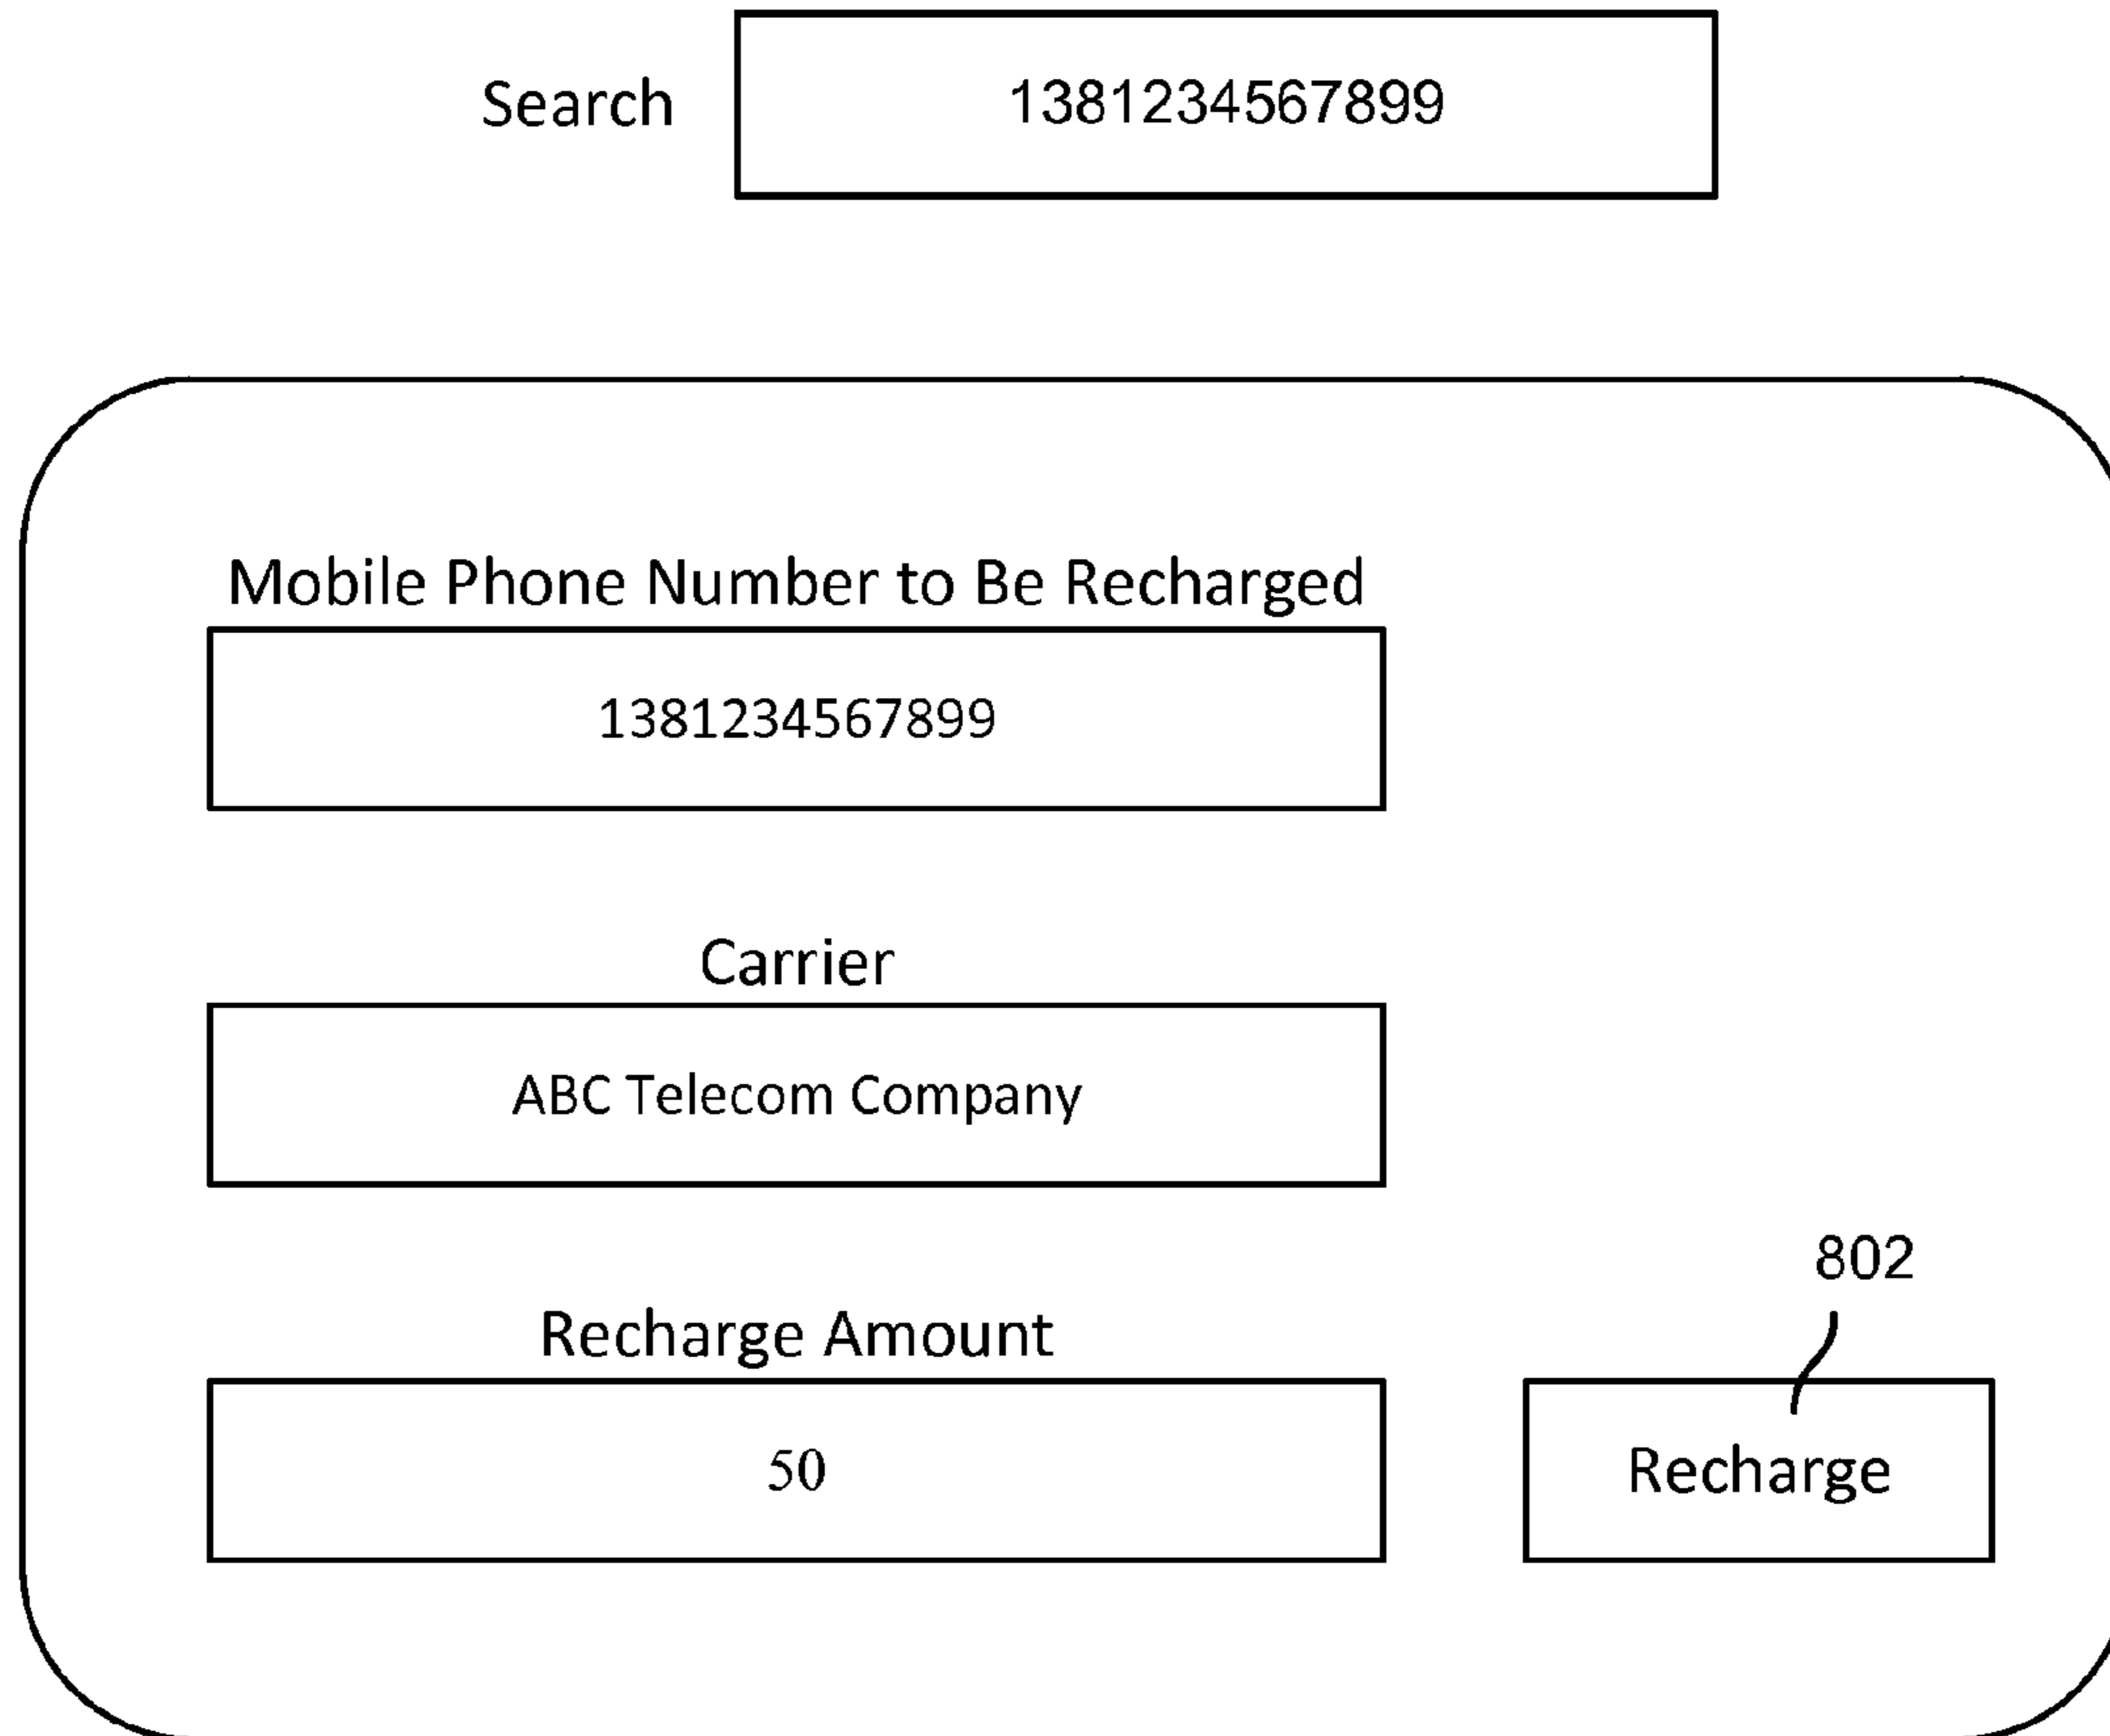 Search 1381234567899
Mobile Phone Number to Be Recharged
1381234567899
Carrier
ABC Telecom Company
802
Recharge Amount
50 Recharge